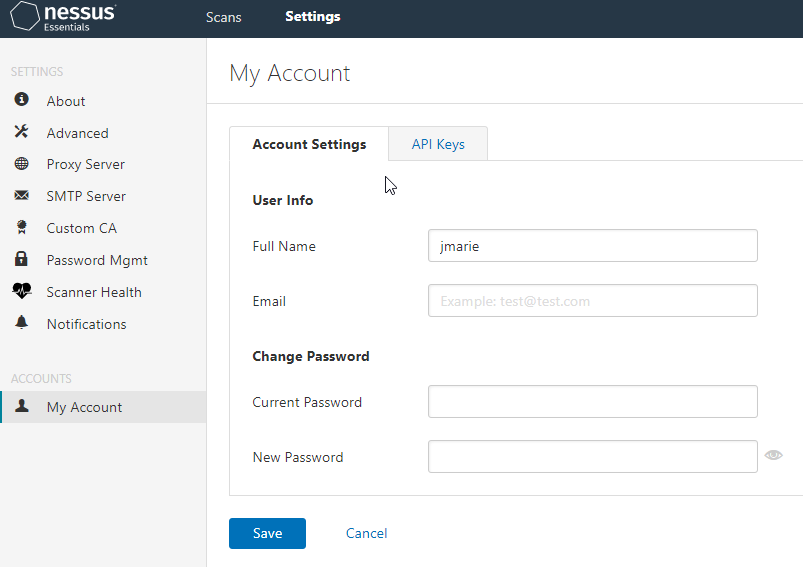 nessus
Essentials
Scans
Settings
SETTINGS
About
Advanced
Proxy Server
SMTP Server
Custom CA
Password Mgmt
Scanner Health
Notifications
ACCOUNTS
My Account
My Account
Account Settings
API Keys
User Info
Full Name
jmarie
Email
Example: test@test.com
Change Password
Current Password
New Password
Save
Cancel